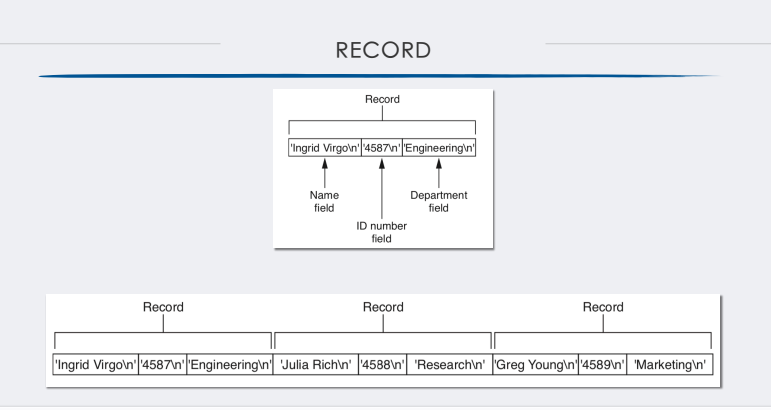 RECORD
Record
'Ingrid Virgo\n' '4587\n' 'Engineering\n'
Name
field
ID number
field
Department
field
Record Record Record
'Ingrid Virgo\n' '4587\n' 'Engineering\n' 'Julia Rich\n' '4588\n' 'Research\n' 'Greg Young\n' '4589\n' 'Marketing\n'